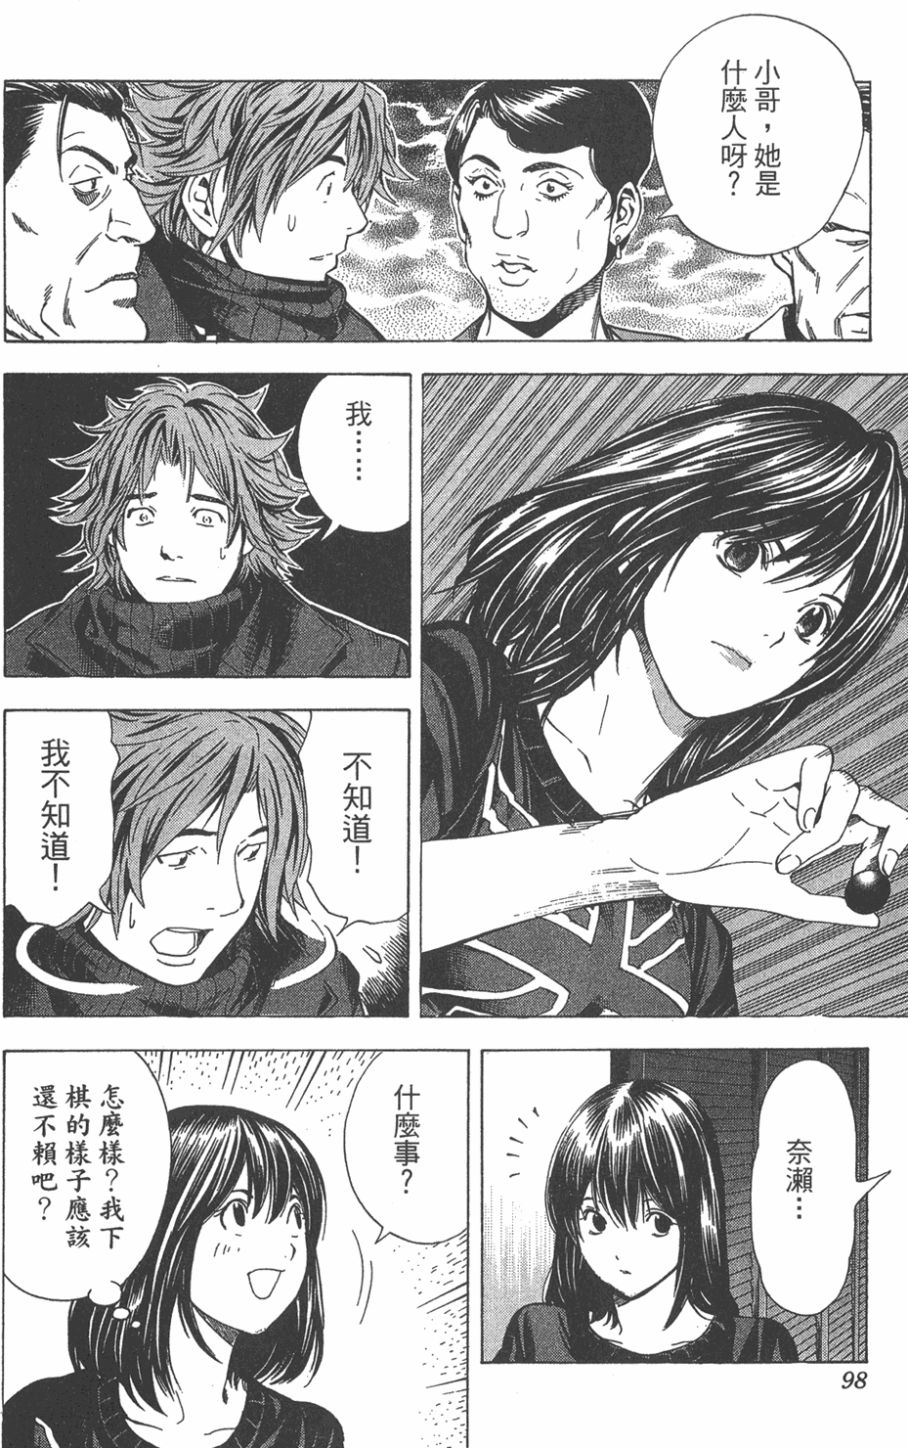 小哥，她是
什麼人呀？
我……
不知道！
我不知道！
奈瀨…
什麼事？
怎麼樣？我下
棋的樣子應該
還不賴吧？
98